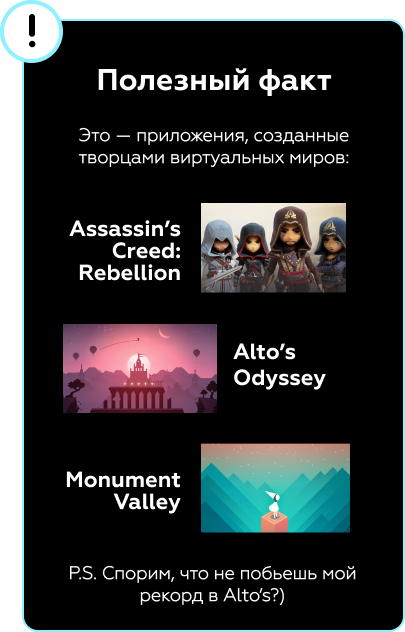 !
Полезный факт
Это — приложения, созданные
творцами виртуальных миров:
Assassin’s
Creed:
Rebellion
Alto’s
Odyssey
Monument
Valley
P.S. Спорим, что не побьешь мой
рекорд в Alto’s?)